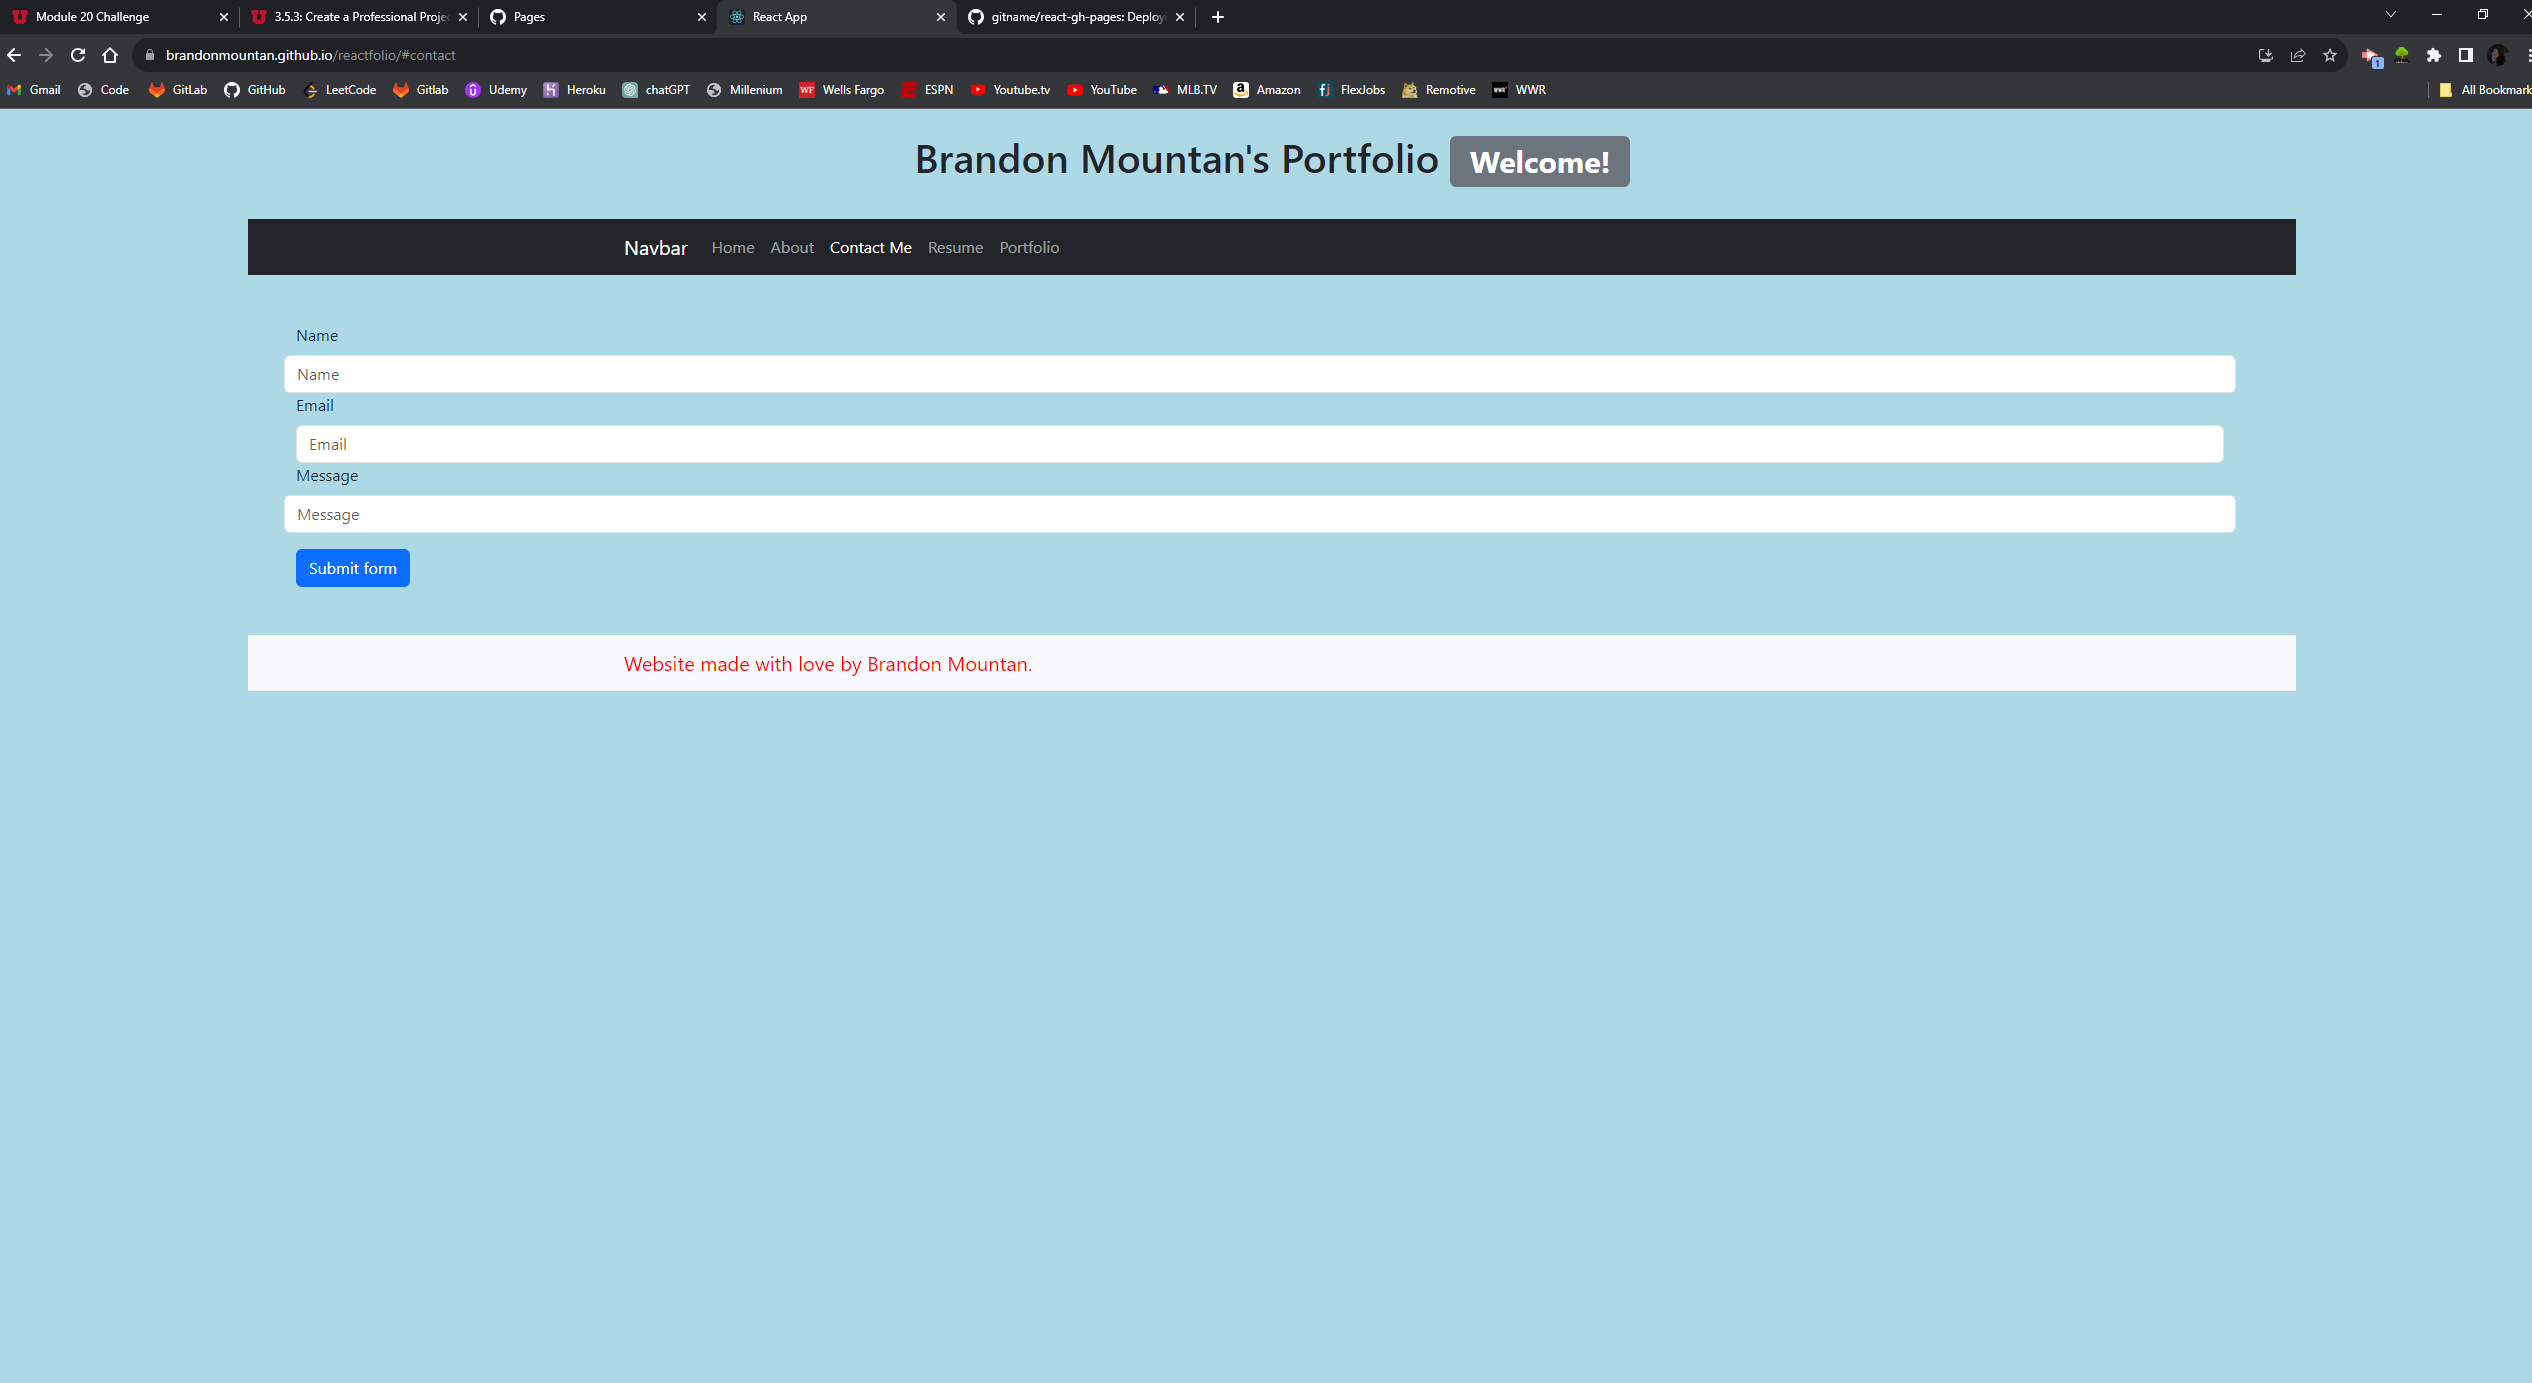 Module 20 Challenge 3.5.3: Create a Professional Proje Pages React App gitname/react-gh-pages: Deployi
brandonmountan.github.io/reactfolio/#contact
1
Gmail Code GitLab GitHub LeetCode Gitlab Udemy Heroku chatGPT Millenium WF Wells Fargo ESPN Youtube.tv YouTube MLB.TV Amazon FlexJobs Remotive WWR All Bookmark
Brandon Mountan's Portfolio Welcome!
Navbar Home About Contact Me Resume Portfolio
Name
Name
Email
Email
Message
Message
Submit form
Website made with love by Brandon Mountan.